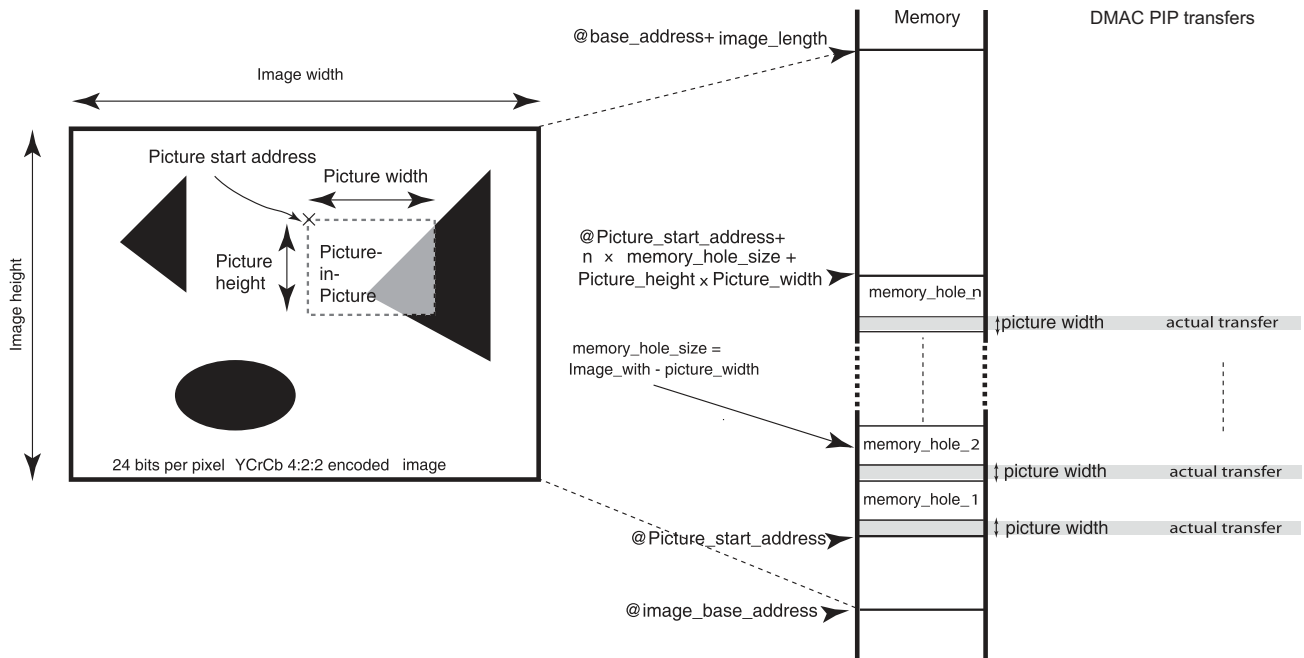 Memory
DMAC PIP transfers
@base_address+ image_length
Image width
Picture start address
Picture width
Picture
height
Picture-
in-
Picture
Image height
24 bits per pixel YCrCb 4:2:2 encoded image
@Picture_start_address+
n x memory_hole_size +
Picture_height x Picture_width
memory_hole_n
picture width
actual transfer
memory_hole_size =
Image_with - picture_width
memory_hole_2
picture width
actual transfer
memory_hole_1
picture width
actual transfer
@Picture_start_address
@image_base_address